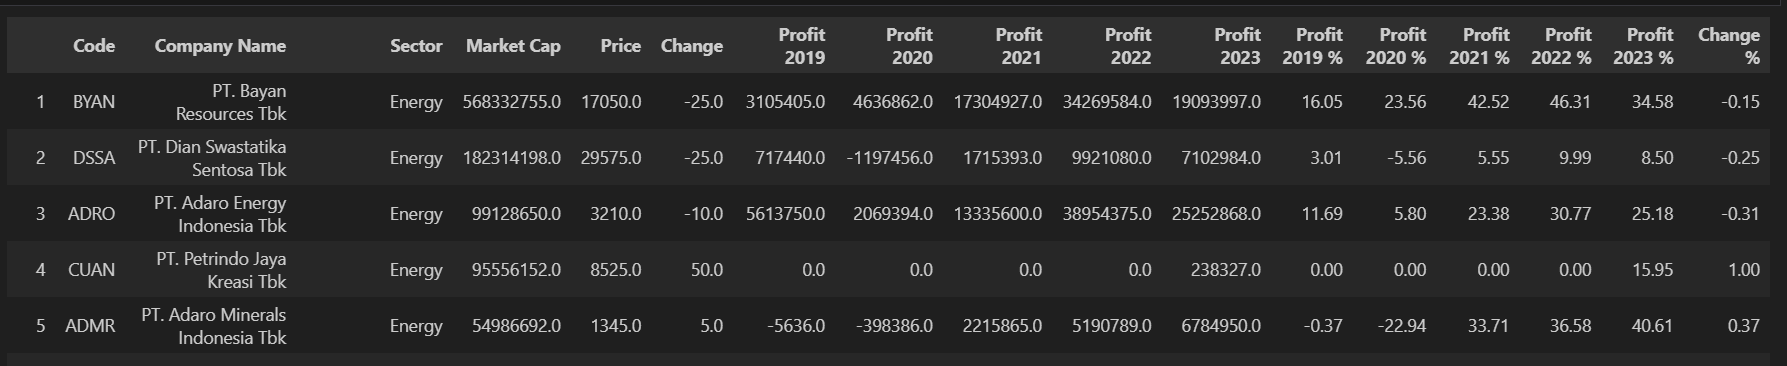 Code Company Name Sector Market Cap Price Change Profit 2019 Profit 2020 Profit 2021 Profit 2022 Profit 2023 Profit 2019 % Profit 2020 % Profit 2021 % Profit 2022 % Profit 2023 % Change %
1 BYAN PT. Bayan Resources Tbk Energy 568332755.0 17050.0 -25.0 3105405.0 4636862.0 17304927.0 34269584.0 19093997.0 16.05 23.56 42.52 46.31 34.58 -0.15
2 DSSA PT. Dian Swastatika Sentosa Tbk Energy 182314198.0 29575.0 -25.0 717440.0 -1197456.0 1715393.0 9921080.0 7102984.0 3.01 -5.56 5.55 9.99 8.50 -0.25
3 ADRO PT. Adaro Energy Indonesia Tbk Energy 99128650.0 3210.0 -10.0 5613750.0 2069394.0 13335600.0 38954375.0 25252868.0 11.69 5.80 23.38 30.77 25.18 -0.31
4 CUAN PT. Petrindo Jaya Kreasi Tbk Energy 95556152.0 8525.0 50.0 0.0 0.0 0.0 0.0 238327.0 0.00 0.00 0.00 0.00 15.95 1.00
5 ADMR PT. Adaro Minerals Indonesia Tbk Energy 54986692.0 1345.0 5.0 -5636.0 -398386.0 2215865.0 5190789.0 6784950.0 -0.37 -22.94 33.71 36.58 40.61 0.37